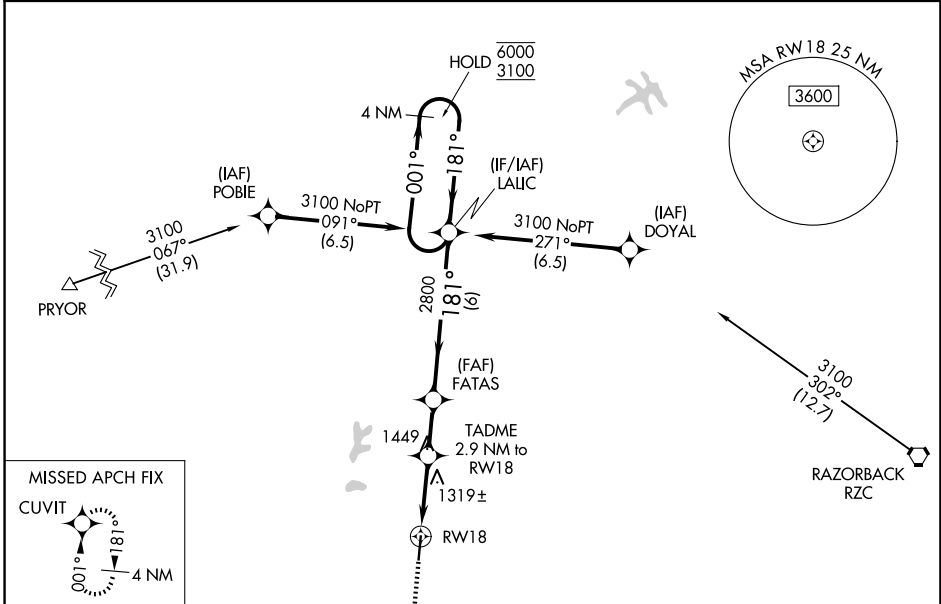 HOLD 6000
3100
4 NM
001°
181°
(IF/IAF)
LALIC
(IAF)
POBIE
3100 NoPT
091°
(6.5)
3100 NoPT
271°
(6.5)
(IAF)
DOYAL
3100
067°
(31.9)
PRYOR
2800
181°
(6)
(FAF)
FATAS
1449
TADME
2.9 NM to
RW18
1319±
RW18
MSA RW18 25 NM
3600
3100
302°
(12.7)
RAZORBACK
RZC
MISSED APCH FIX
CUVIT
001°
181°
4 NM